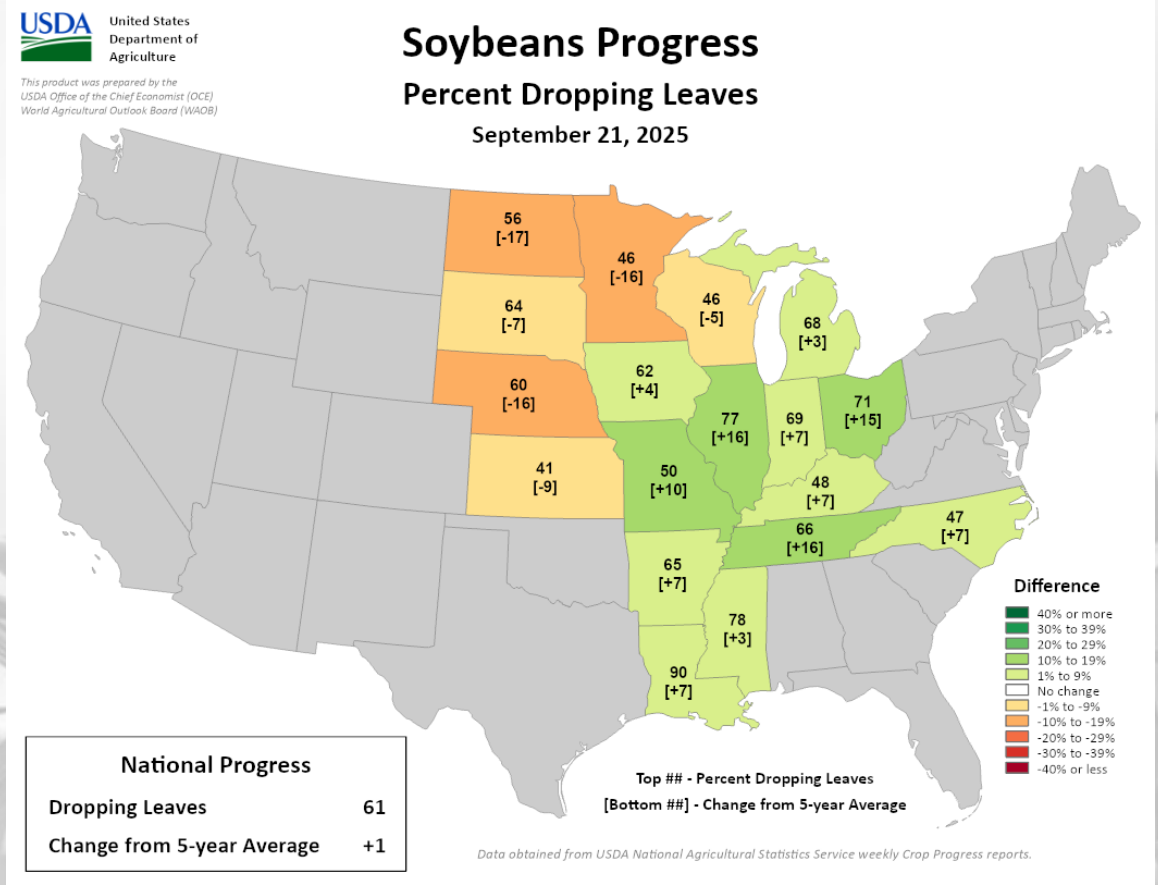 USDA
United States
Department of
Agriculture
This product was prepared by the
USDA Office of the Chief Economist (OCE)
World Agricultural Outlook Board (WAOB)
Soybeans Progress
Percent Dropping Leaves
September 21, 2025
56
[-17]
46
[-16]
64
[-7]
46
[-5]
68
[+3]
60
[-16]
62
[+4]
77
[+16]
69
[+7]
71
[+15]
41
[-9]
50
[+10]
48
[+7]
66
[+16]
47
[+7]
65
[+7]
78
[+3]
90
[+7]
Difference
40% or more
30% to 39%
20% to 29%
10% to 19%
1% to 9%
No change
-1% to -9%
-10% to -19%
-20% to -29%
-30% to -39%
-40% or less
National Progress
Dropping Leaves 61
Change from 5-year Average +1
Top ## - Percent Dropping Leaves
[Bottom ##] - Change from 5-year Average
Data obtained from USDA National Agricultural Statistics Service weekly Crop Progress reports.